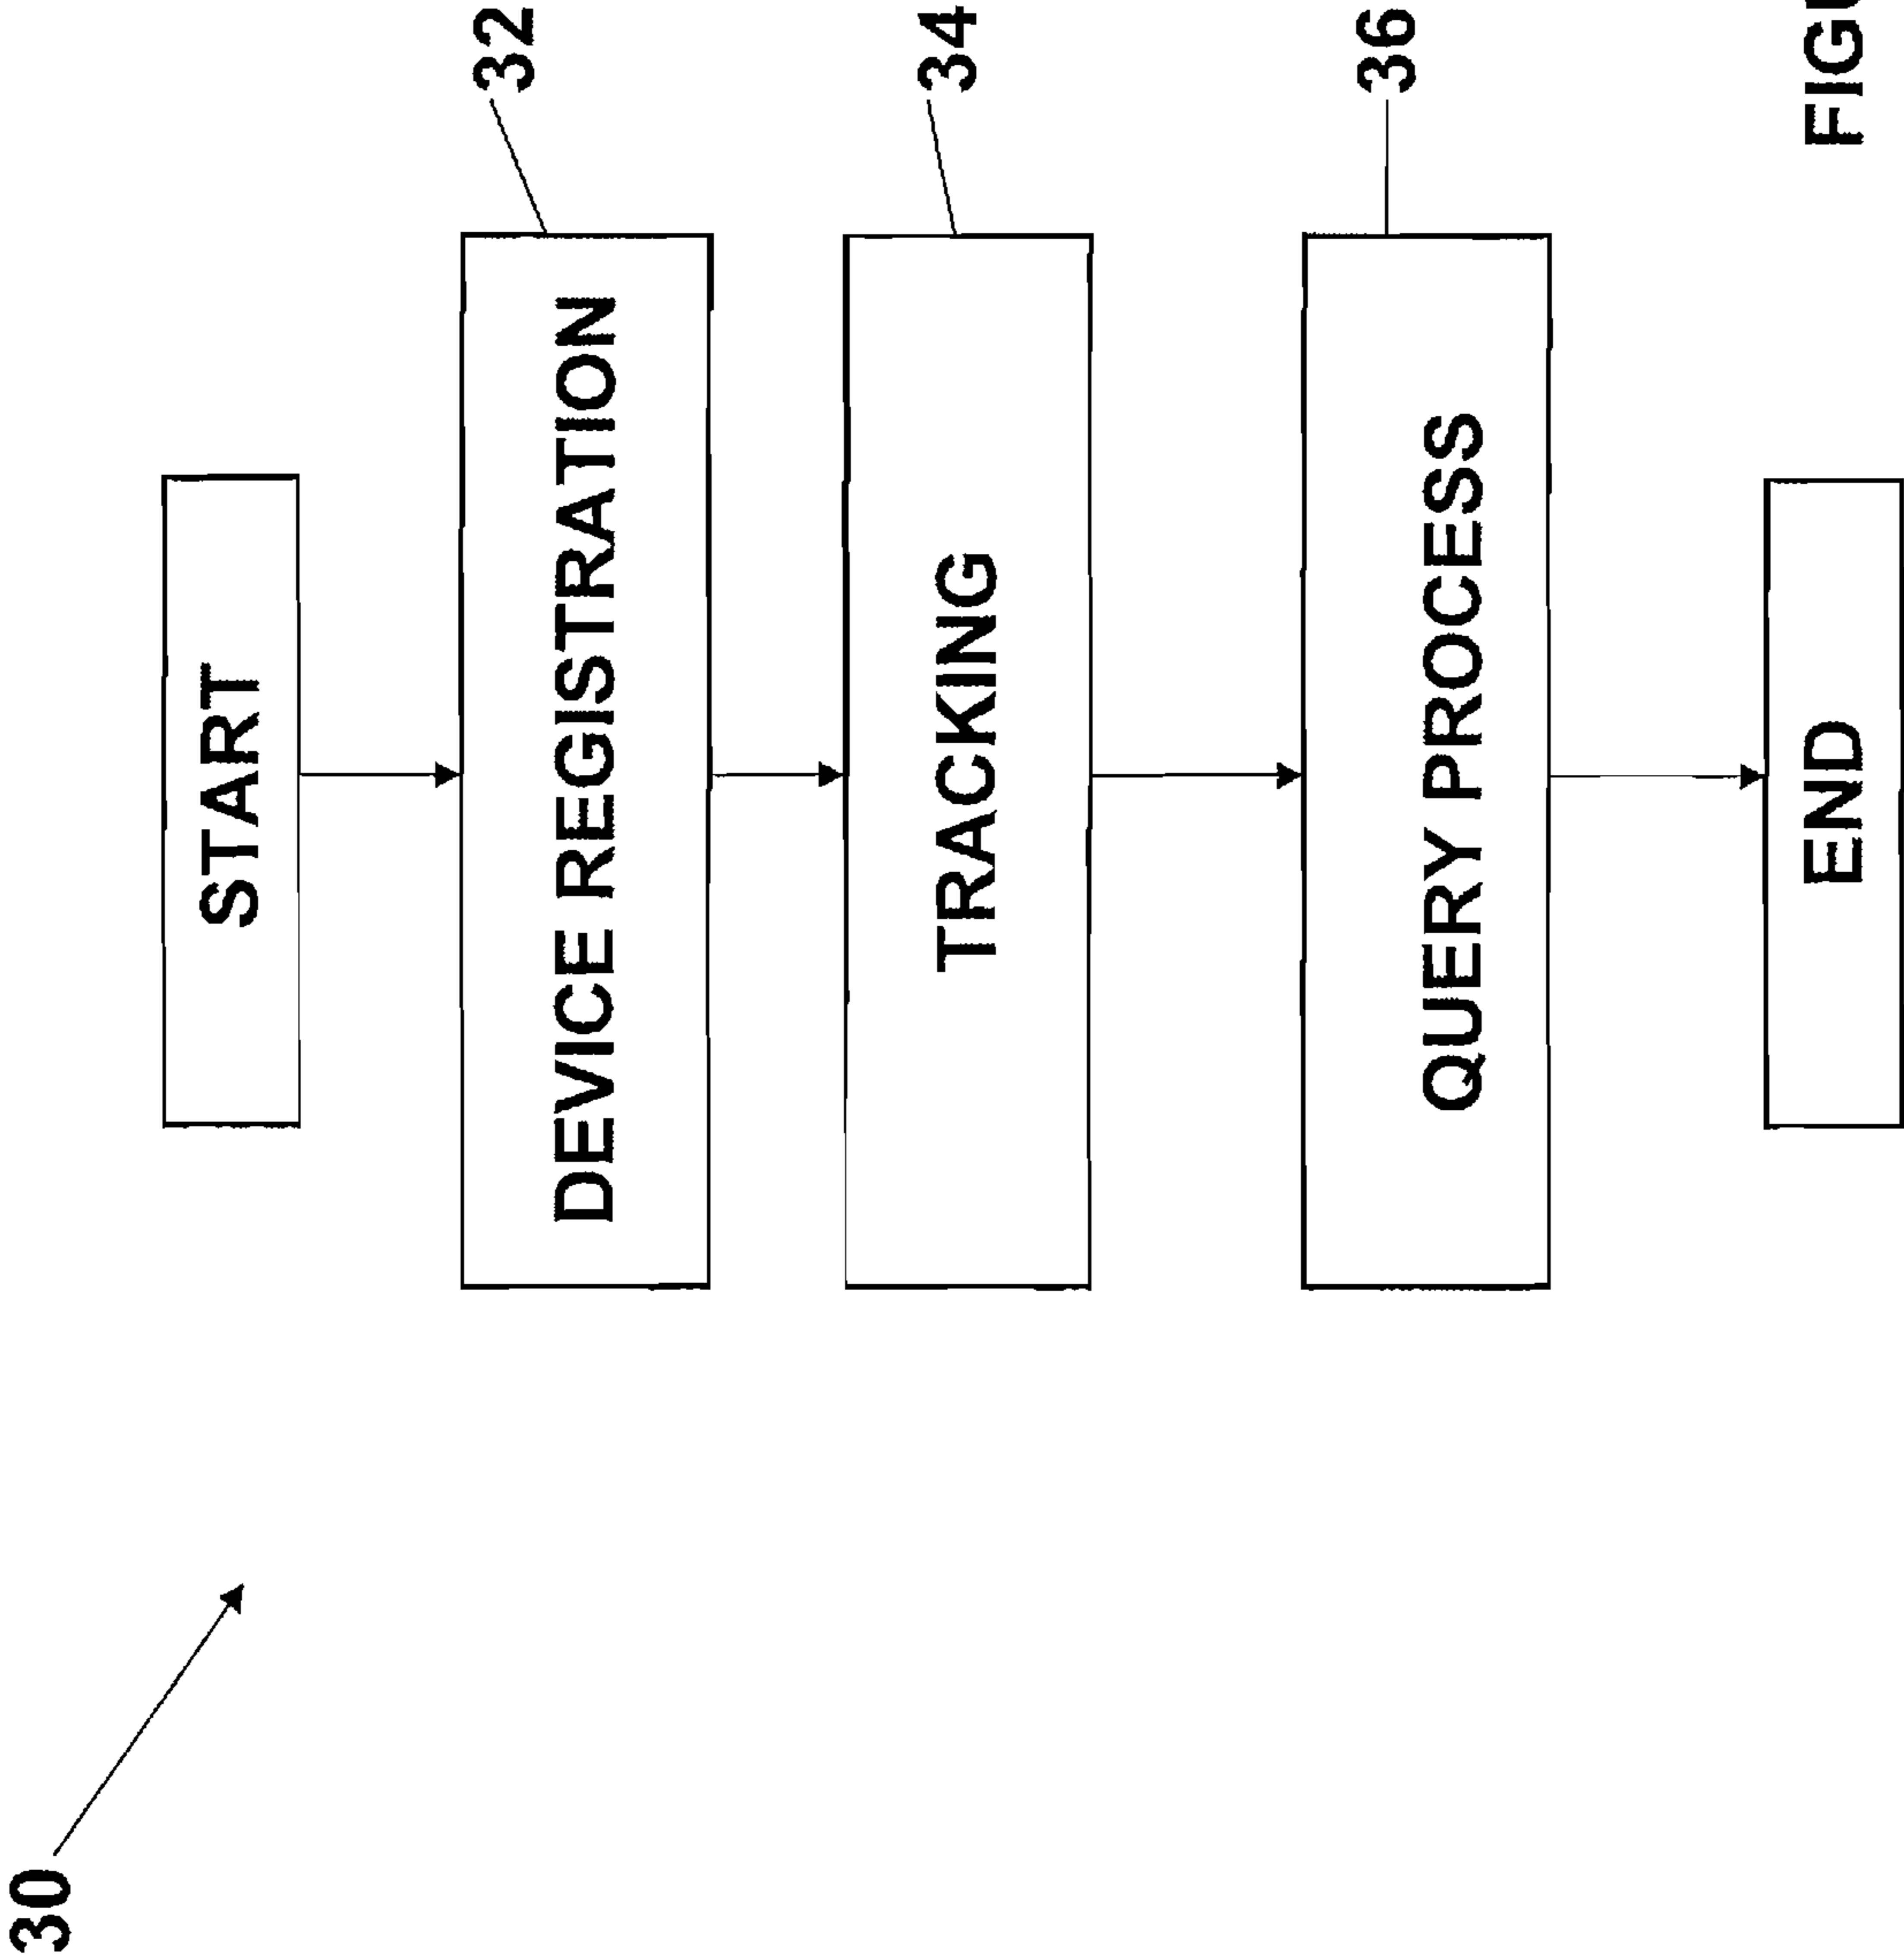 30
START
DEVICE REGISTRATION
32
TRACKING
34
QUERY PROCESS
36
END